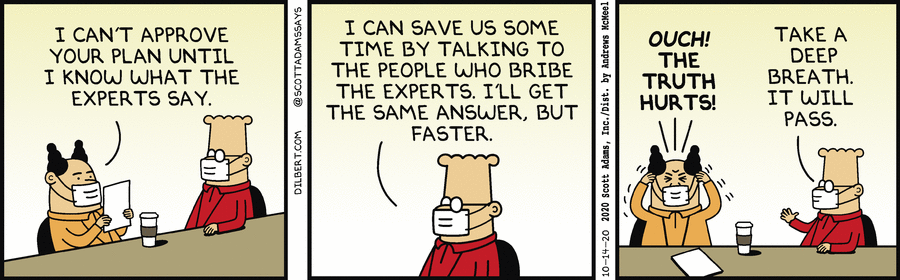 I CAN'T APPROVE
YOUR PLAN UNTIL
I KNOW WHAT THE
EXPERTS SAY.
DILBERT.COM @SCOTTADAMSSAYS
I CAN SAVE US SOME
TIME BY TALKING TO
THE PEOPLE WHO BRIBE
THE EXPERTS. I'LL GET
THE SAME ANSWER, BUT
FASTER.
10-14-20 2020 Scott Adams, Inc./Dist. by Andrews McMeel
OUCH!
THE
TRUTH
HURTS!
TAKE A
DEEP
BREATH.
IT WILL
PASS.